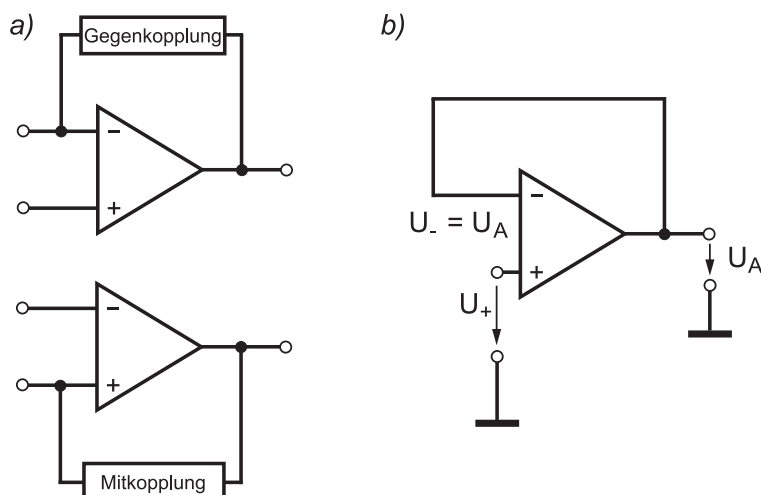 a)
Gegenkopplung
−
+
−
+
Mitkopplung
b)
−
U₋ = U_A
+
U₊
U_A